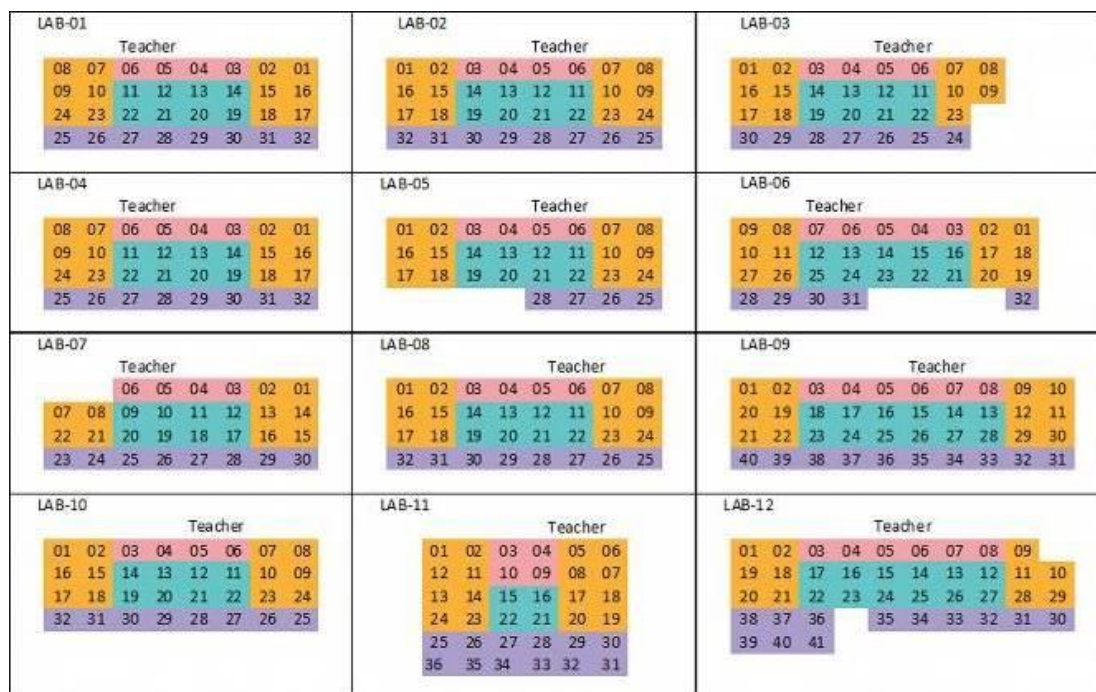 LAB-01
Teacher
08 07 06 05 04 03 02 01
09 10 11 12 13 14 15 16
24 23 22 21 20 19 18 17
25 26 27 28 29 30 31 32
LAB-02
Teacher
01 02 03 04 05 06 07 08
16 15 14 13 12 11 10 09
17 18 19 20 21 22 23 24
32 31 30 29 28 27 26 25
LAB-03
Teacher
01 02 03 04 05 06 07 08
16 15 14 13 12 11 10 09
17 18 19 20 21 22 23
30 29 28 27 26 25 24
LAB-04
Teacher
08 07 06 05 04 03 02 01
09 10 11 12 13 14 15 16
24 23 22 21 20 19 18 17
25 26 27 28 29 30 31 32
LAB-05
Teacher
01 02 03 04 05 06 07 08
16 15 14 13 12 11 10 09
17 18 19 20 21 22 23 24
28 27 26 25
LAB-06
Teacher
09 08 07 06 05 04 03 02 01
10 11 12 13 14 15 16 17 18
27 26 25 24 23 22 21 20 19
28 29 30 31 32
LAB-07
Teacher
06 05 04 03 02 01
07 08 09 10 11 12 13 14
22 21 20 19 18 17 16 15
23 24 25 26 27 28 29 30
LAB-08
Teacher
01 02 03 04 05 06 07 08
16 15 14 13 12 11 10 09
17 18 19 20 21 22 23 24
32 31 30 29 28 27 26 25
LAB-09
Teacher
01 02 03 04 05 06 07 08 09 10
20 19 18 17 16 15 14 13 12 11
21 22 23 24 25 26 27 28 29 30
40 39 38 37 36 35 34 33 32 31
LAB-10
Teacher
01 02 03 04 05 06 07 08
16 15 14 13 12 11 10 09
17 18 19 20 21 22 23 24
32 31 30 29 28 27 26 25
LAB-11
Teacher
01 02 03 04 05 06
12 11 10 09 08 07
13 14 15 16 17 18
24 23 22 21 20 19
25 26 27 28 29 30
36 35 34 33 32 31
LAB-12
Teacher
01 02 03 04 05 06 07 08 09
19 18 17 16 15 14 13 12 11 10
20 21 22 23 24 25 26 27 28 29
38 37 36 35 34 33 32 31 30
39 40 41